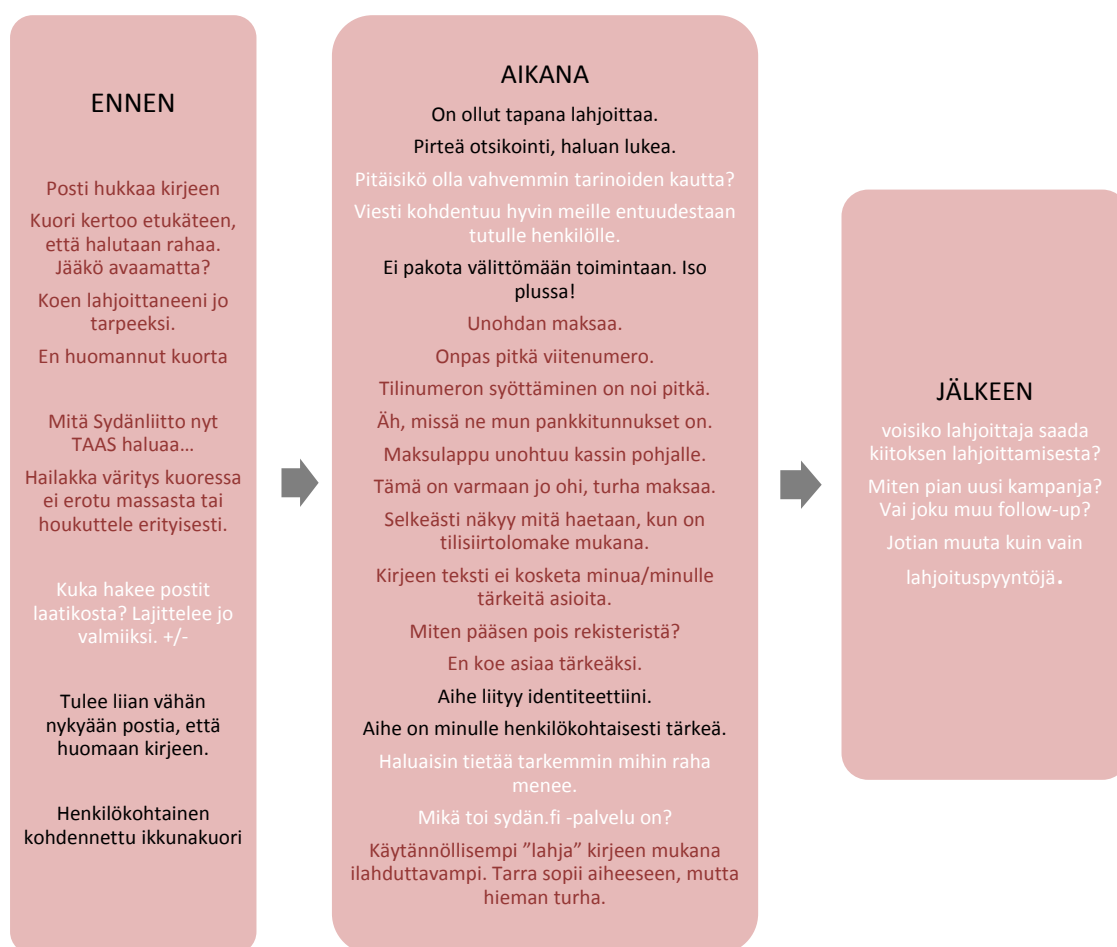 ENNEN
Posti hukkaa kirjeen
Kuori kertoo etukäteen,
että halutaan rahaa.
Jääkö avaamatta?
Koen lahjoittaneeni jo
tarpeeksi.
En huomannut kuorta
Mitä Sydänliitto nyt
TAAS haluaa…
Hailakka väritys kuoressa
ei erotu massasta tai
houkuttele erityisesti.
Kuka hakee postit
laatikosta? Lajittelee jo
valmiiksi. +/-
Tulee liian vähän
nykyään postia, että
huomaan kirjeen.
Henkilökohtainen
kohdennettu ikkunakuori
AIKANA
On ollut tapana lahjoittaa.
Pirteä otsikointi, haluan lukea.
Pitäisikö olla vahvemmin tarinoiden kautta?
Viesti kohdentuu hyvin meille entuudestaan
tutulle henkilölle.
Ei pakota välittömään toimintaan. Iso
plussa!
Unohdan maksaa.
Onpas pitkä viitenumero.
Tilinumeron syöttäminen on noi pitkä.
Äh, missä ne mun pankkitunnukset on.
Maksulappu unohtuu kassin pohjalle.
Tämä on varmaan jo ohi, turha maksaa.
Selkeästi näkyy mitä haetaan, kun on
tilisiirtolomake mukana.
Kirjeen teksti ei kosketa minua/minulle
tärkeitä asioita.
Miten pääsen pois rekisteristä?
En koe asiaa tärkeäksi.
Aihe liityy identiteettiini.
Aihe on minulle henkilökohtaisesti tärkeä.
Haluaisin tietää tarkemmin mihin raha
menee.
Mikä toi sydän.fi -palvelu on?
Käytännöllisempi ”lahja” kirjeen mukana
ilahduttavampi. Tarra sopii aiheeseen, mutta
hieman turha.
JÄLKEEN
voisiko lahjoittaja saada
kiitoksen lahjoittamisesta?
Miten pian uusi kampanja?
Vai joku muu follow-up?
Jotian muuta kuin vain
lahjoituspyyntöjä.